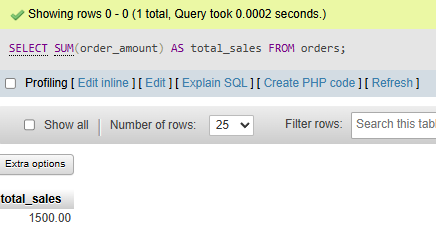 Showing rows 0 - 0 (1 total, Query took 0.0002 seconds.)
SELECT SUM(order_amount) AS total_sales FROM orders;
Profiling [ Edit inline ] [ Edit ] [ Explain SQL ] [ Create PHP code ] [ Refresh ]
Show all | Number of rows: 25 Filter rows: Search this tab
Extra options
total_sales
1500.00